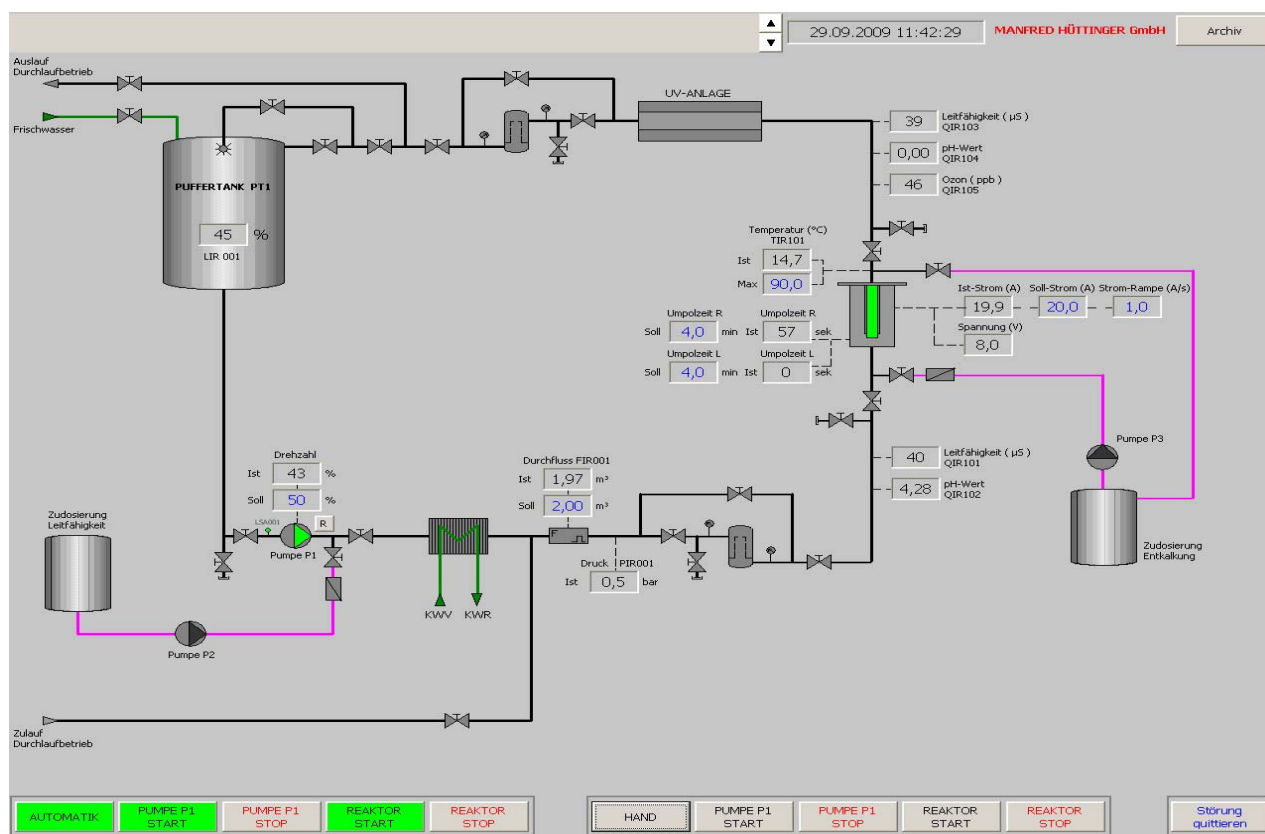 29.09.2009 11:42:29
MANFRED HÜTTINGER GmbH
Archiv
Auslauf
Durchlaufbetrieb
Frischwasser
UV-ANLAGE
39
Leitfähigkeit ( µS )
QIR103
0,00
pH-Wert
QIR104
46
Ozon ( ppb )
QIR105
PUFFERTANK PT1
45 %
LIR 001
Temperatur (°C)
TIR101
Ist 14,7
Max 90,0
Ist-Strom (A) Soll-Strom (A) Strom-Rampe (A/s)
19,9 20,0 1,0
Spannung (V)
8,0
Umpolzeit R Umpolzeit R
Soll 4,0 min Ist 57 sek
Umpolzeit L Umpolzeit L
Soll 4,0 min Ist 0 sek
Pumpe P3
40
Leitfähigkeit ( µS )
QIR101
4,28
pH-Wert
QIR102
Drehzahl
Ist 43 %
Soll 50 %
Durchfluss FIR001
Ist 1,97 m³
Soll 2,00 m³
Zudosierung
Leitfähigkeit
LSA001
R
Pumpe P1
F
Druck PIR001
Ist 0,5 bar
Zudosierung
Entkalkung
KWV KWR
Pumpe P2
Zulauf
Durchlaufbetrieb
AUTOMATIK
PUMPE P1
START
PUMPE P1
STOP
REAKTOR
START
REAKTOR
STOP
HAND
PUMPE P1
START
PUMPE P1
STOP
REAKTOR
START
REAKTOR
STOP
Störung
quittieren